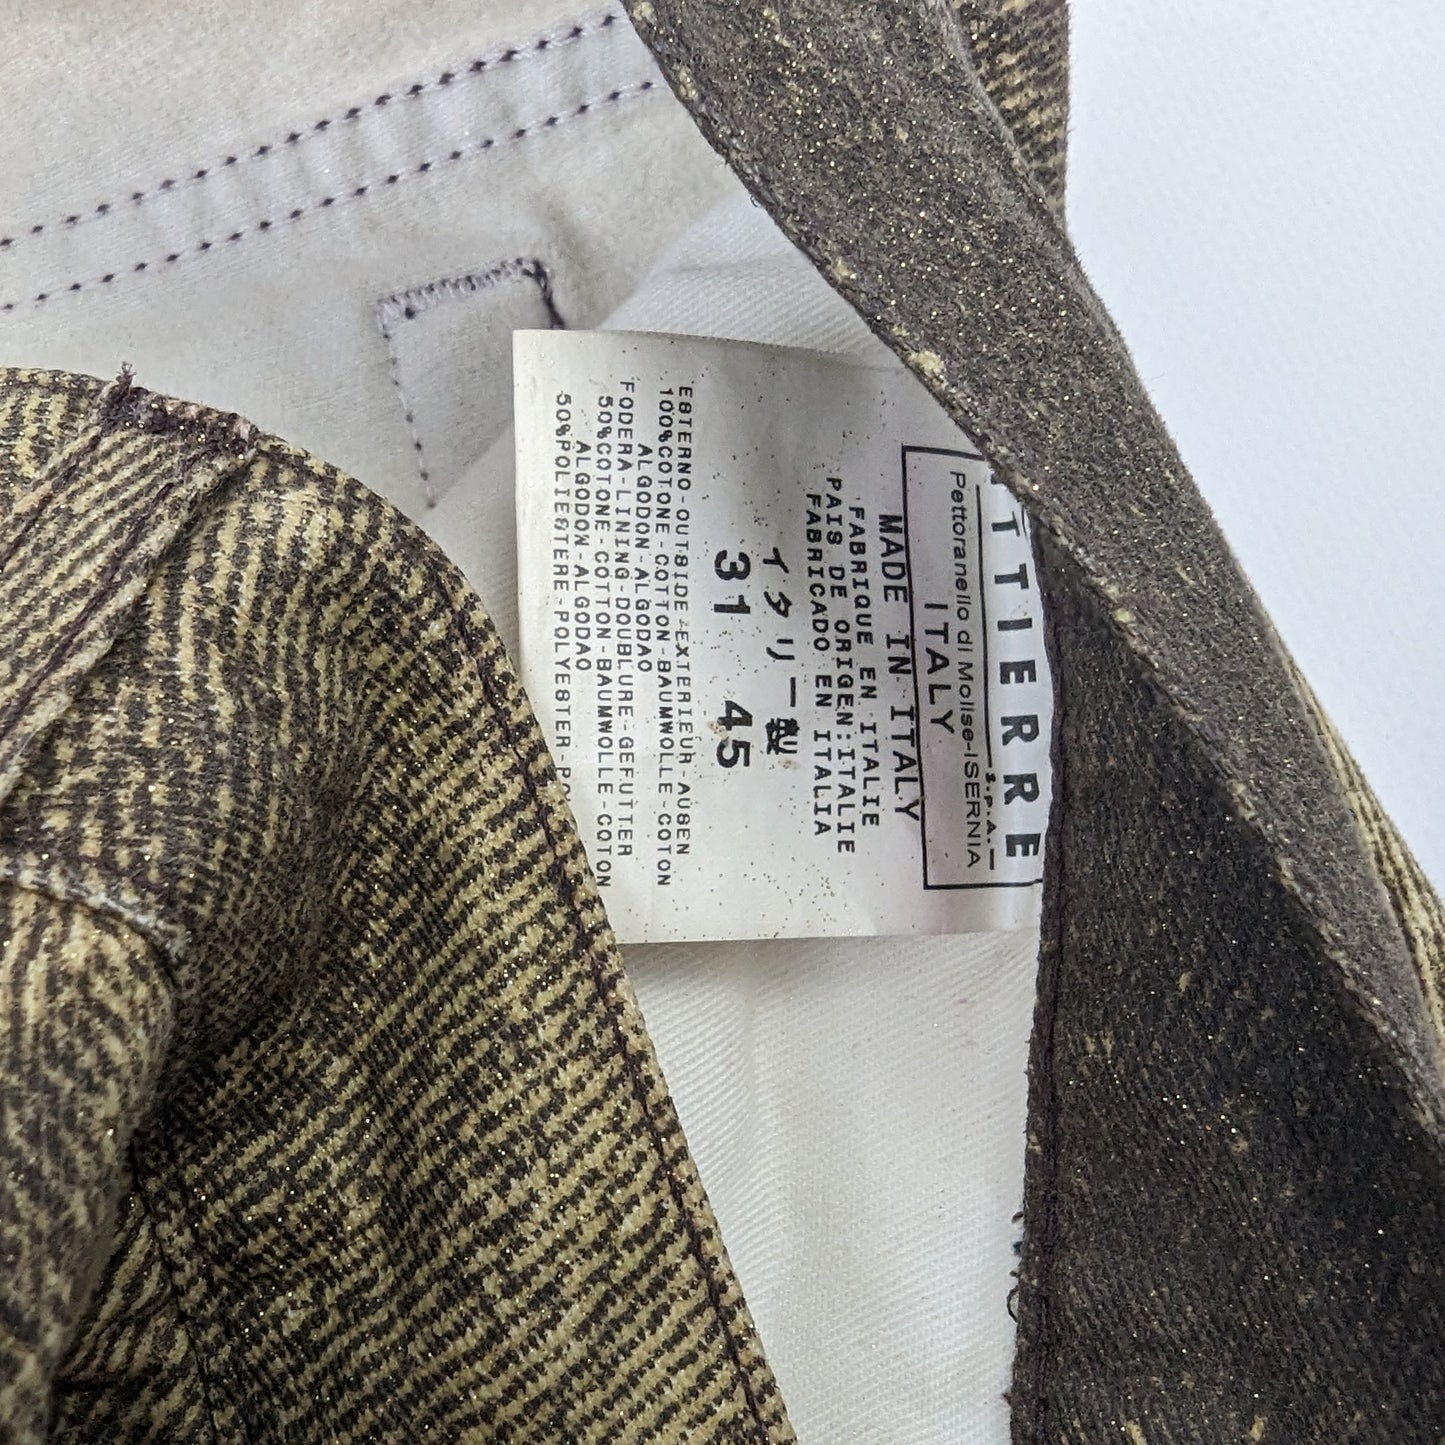 ITTIERRE
S.p.A.
Pettoranello di Molise-ISERNIA
ITALY
MADE IN ITALY
FABRIQUE EN ITALIE
PAIS DE ORIGEN:ITALIE
FABRICADO EN ITALIA
イタリー製
31 45
ESTERNO-OUTSIDE-EXTERIEUR-AUSEN
100%COTONE-COTTON-BAUMWOLLE-COTON
ALGODON-ALGODAO
FODERA-LINING-DOUBLURE-GEFUTTER
50%COTONE-COTTON-BAUMWOLLE-COTON
ALGODON-ALGODAO
50%POLIESTERE-POLYESTER-PO